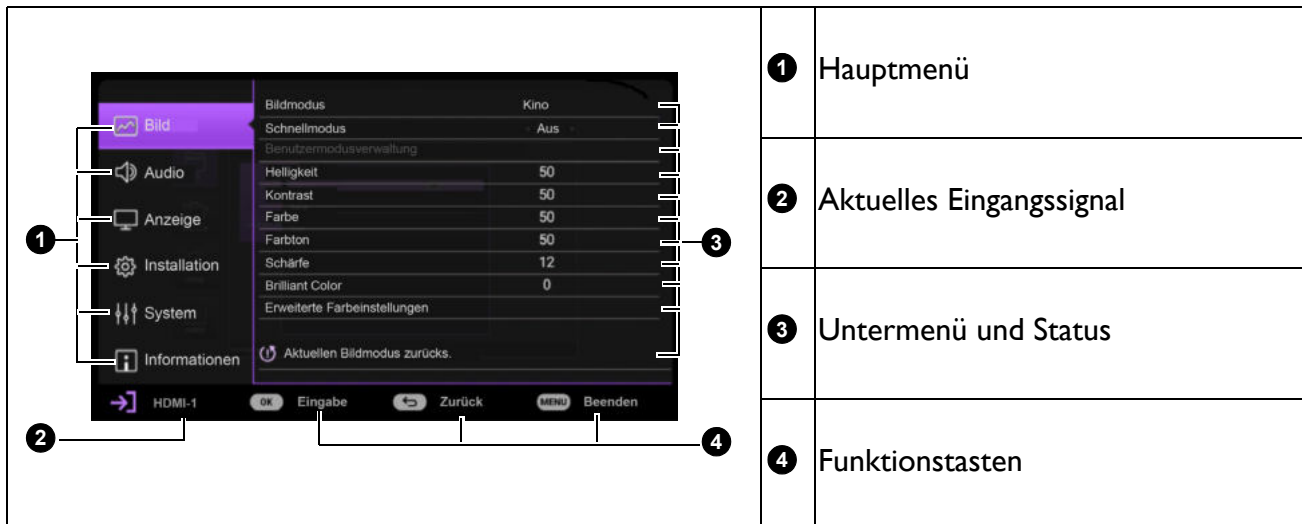 Bild
Audio
Anzeige
Installation
System
Informationen
Bildmodus Kino
Schnellmodus Aus
Benutzermodusverwaltung
Helligkeit 50
Kontrast 50
Farbe 50
Farbton 50
Schärfe 12
Brilliant Color 0
Erweiterte Farbeinstellungen
Aktuellen Bildmodus zurücks.
HDMI-1 OK Eingabe Zurück MENU Beenden
1
2
3
4
1 Hauptmenü
2 Aktuelles Eingangssignal
3 Untermenü und Status
4 Funktionstasten